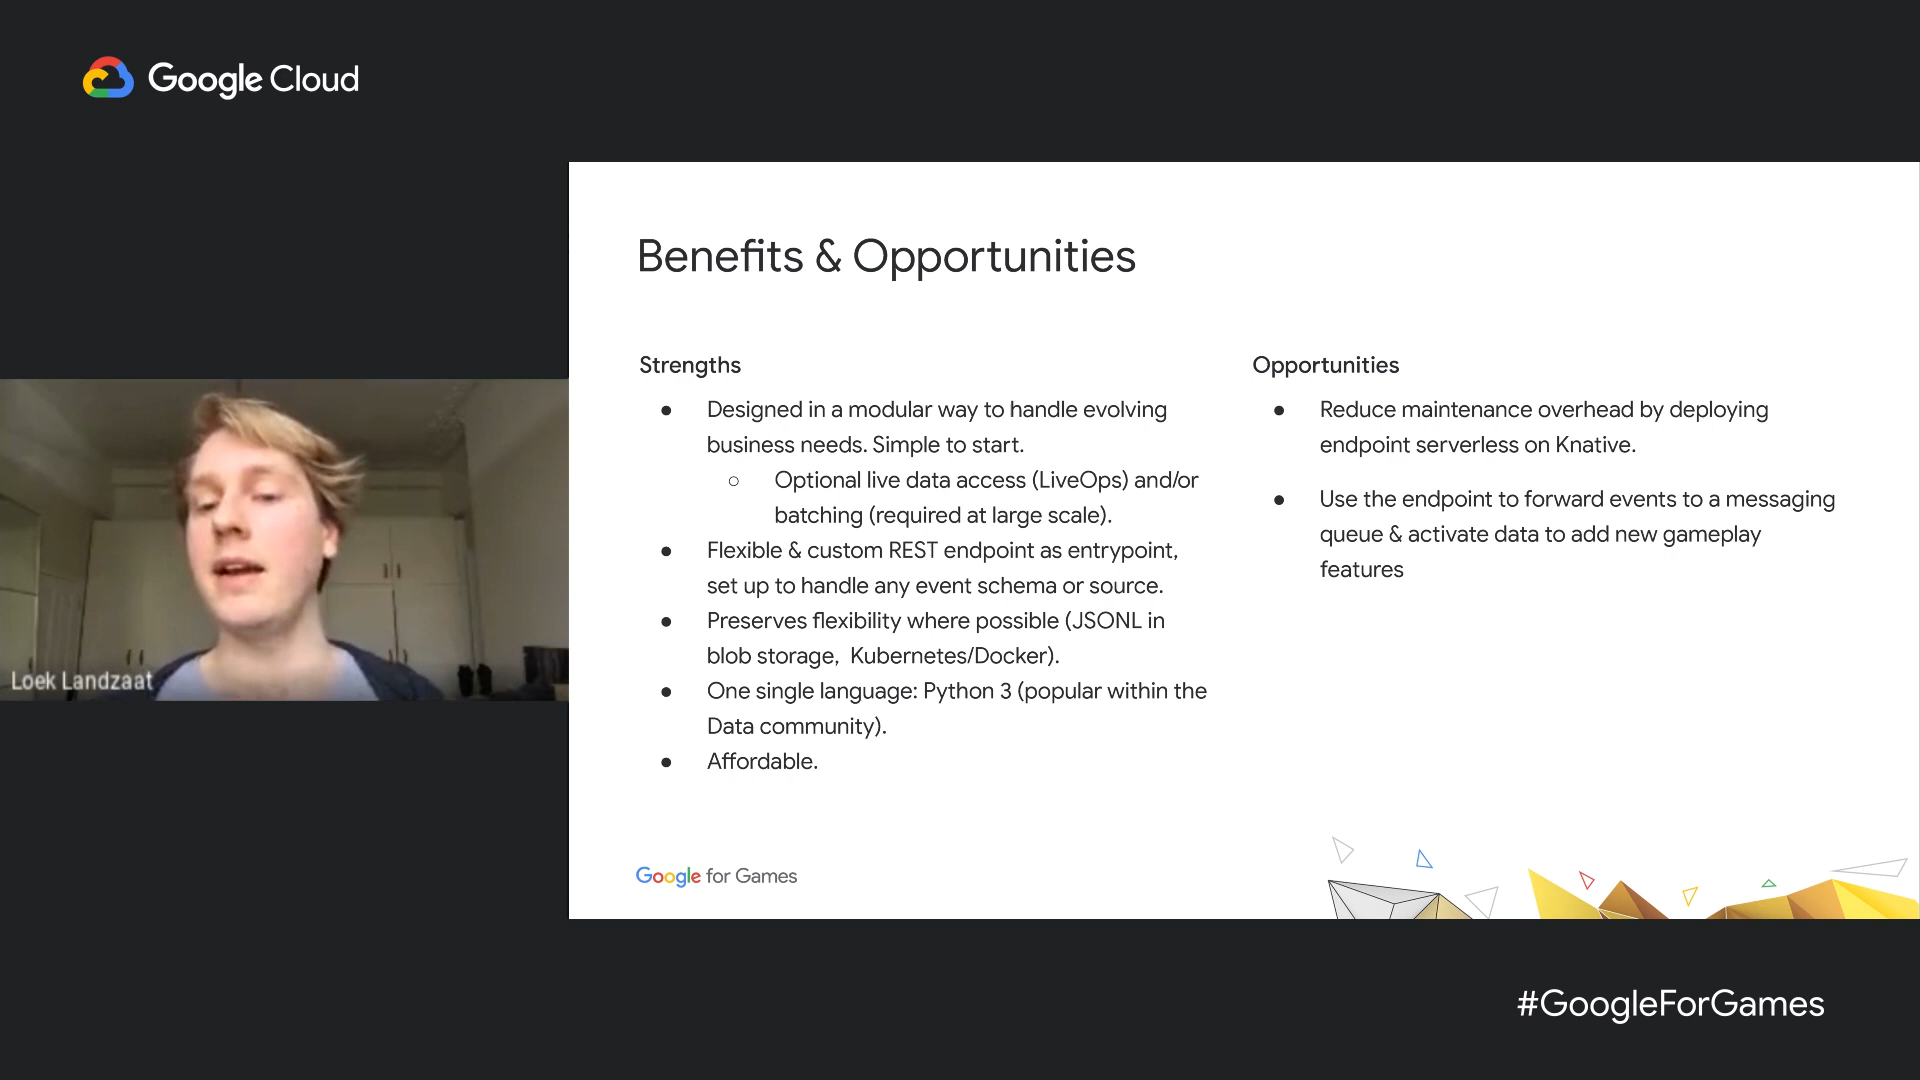 Google Cloud
Benefits & Opportunities
Strengths
● Designed in a modular way to handle evolving
business needs. Simple to start.
○ Optional live data access (LiveOps) and/or
batching (required at large scale).
● Flexible & custom REST endpoint as entrypoint,
set up to handle any event schema or source.
● Preserves flexibility where possible (JSONL in
blob storage,  Kubernetes/Docker).
● One single language: Python 3 (popular within the
Data community).
● Affordable.
Opportunities
● Reduce maintenance overhead by deploying
endpoint serverless on Knative.
● Use the endpoint to forward events to a messaging
queue & activate data to add new gameplay
features
Loek Landzaat
Google for Games
#GoogleForGames